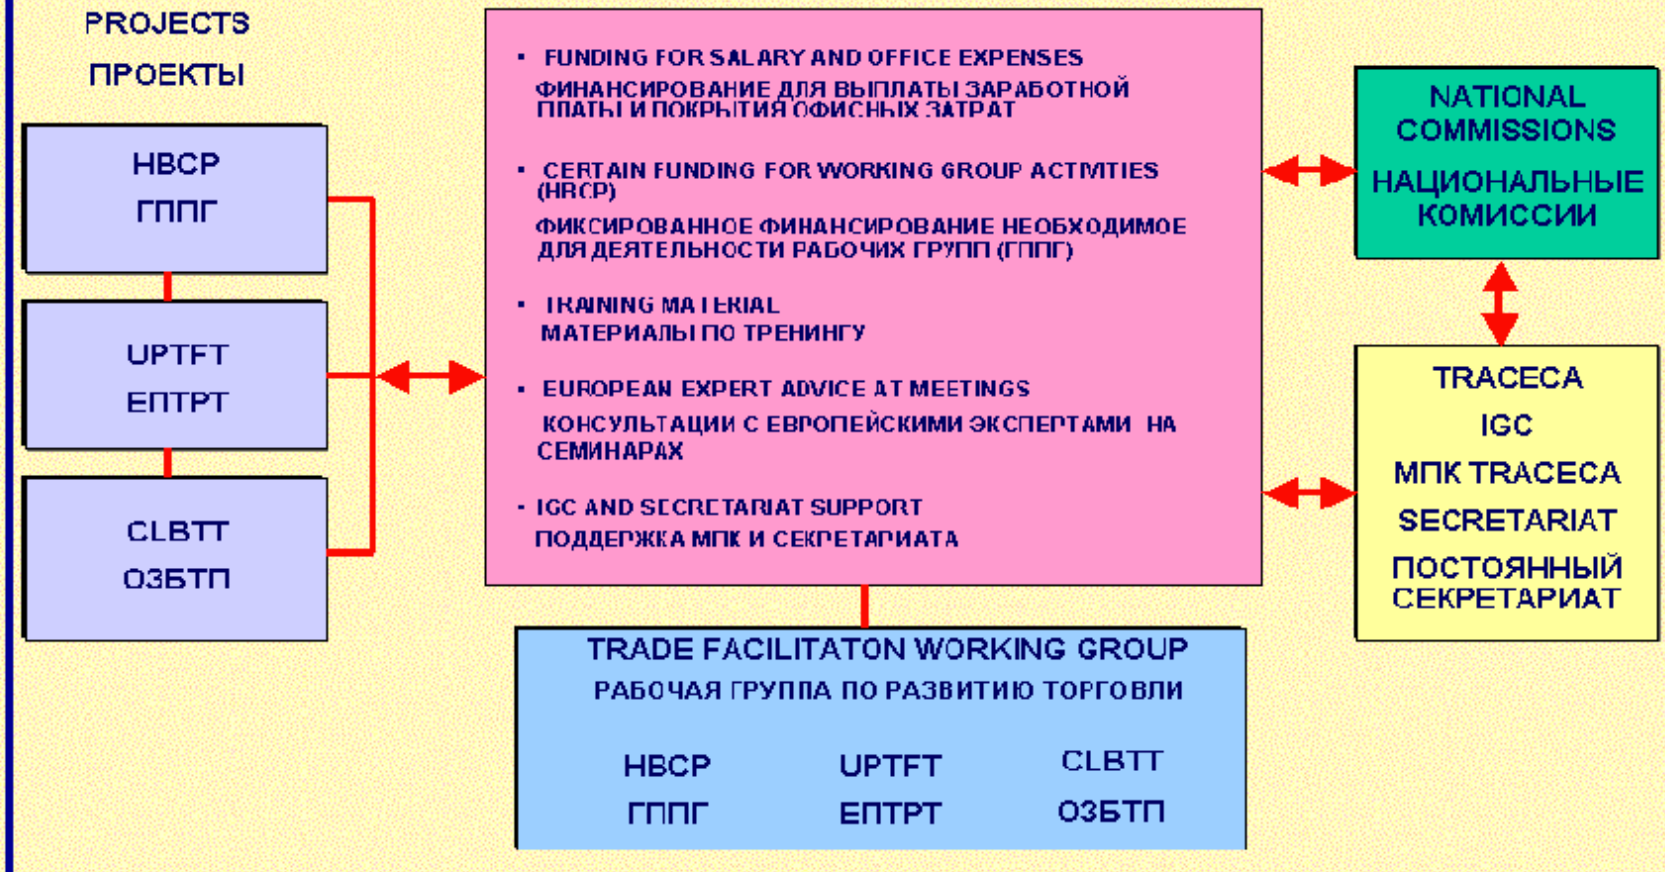 PROJECTS
ПРОЕКТЫ
HBCP
ГППГ
UPTFT
ЕПТРТ
CLBTT
ОЗБТП
• FUNDING FOR SALARY AND OFFICE EXPENSES
ФИНАНСИРОВАНИЕ ДЛЯ ВЫПЛАТЫ ЗАРАБОТНОЙ
ПЛАТЫ И ПОКРЫТИЯ ОФИСНЫХ ЗАТРАТ
• CERTAIN FUNDING FOR WORKING GROUP ACTIVITIES
(HBCP)
ФИКСИРОВАННОЕ ФИНАНСИРОВАНИЕ НЕОБХОДИМОЕ
ДЛЯ ДЕЯТЕЛЬНОСТИ РАБОЧИХ ГРУПП (ГППГ)
• TRAINING MATERIAL
МАТЕРИАЛЫ ПО ТРЕНИНГУ
• EUROPEAN EXPERT ADVICE AT MEETINGS
КОНСУЛЬТАЦИИ С ЕВРОПЕЙСКИМИ ЭКСПЕРТАМИ НА
СЕМИНАРАХ
• IGC AND SECRETARIAT SUPPORT
ПОДДЕРЖКА МПК И СЕКРЕТАРИАТА
NATIONAL
COMMISSIONS
НАЦИОНАЛЬНЫЕ
КОМИССИИ
TRACECA
IGC
МПК TRACECA
SECRETARIAT
ПОСТОЯННЫЙ
СЕКРЕТАРИАТ
TRADE FACILITATON WORKING GROUP
РАБОЧАЯ ГРУППА ПО РАЗВИТИЮ ТОРГОВЛИ
HBCP UPTFT CLBTT
ГППГ ЕПТРТ ОЗБТП